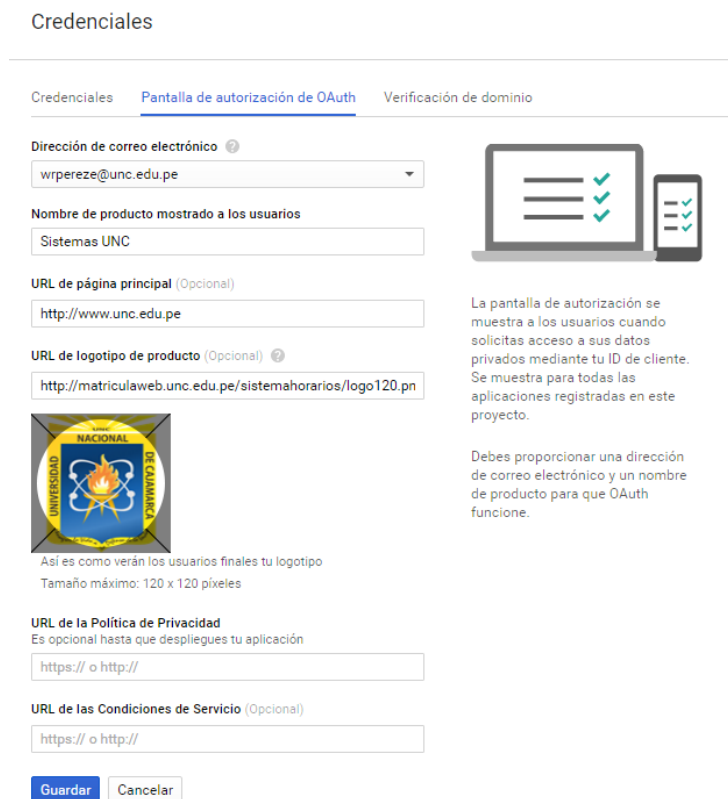 Credenciales
Credenciales Pantalla de autorización de OAuth Verificación de dominio
Dirección de correo electrónico ?
wrpereze@unc.edu.pe
Nombre de producto mostrado a los usuarios
Sistemas UNC
URL de página principal (Opcional)
http://www.unc.edu.pe
URL de logotipo de producto (Opcional) ?
http://matriculaweb.unc.edu.pe/sistemahorarios/logo120.pn
UNC
NACIONAL
UNIVERSIDAD
DE CAJAMARCA
Así es como verán los usuarios finales tu logotipo
Tamaño máximo: 120 x 120 píxeles
URL de la Política de Privacidad
Es opcional hasta que despliegues tu aplicación
https:// o http://
URL de las Condiciones de Servicio (Opcional)
https:// o http://
Guardar Cancelar
La pantalla de autorización se
muestra a los usuarios cuando
solicitas acceso a sus datos
privados mediante tu ID de cliente.
Se muestra para todas las
aplicaciones registradas en este
proyecto.
Debes proporcionar una dirección
de correo electrónico y un nombre
de producto para que OAuth
funcione.